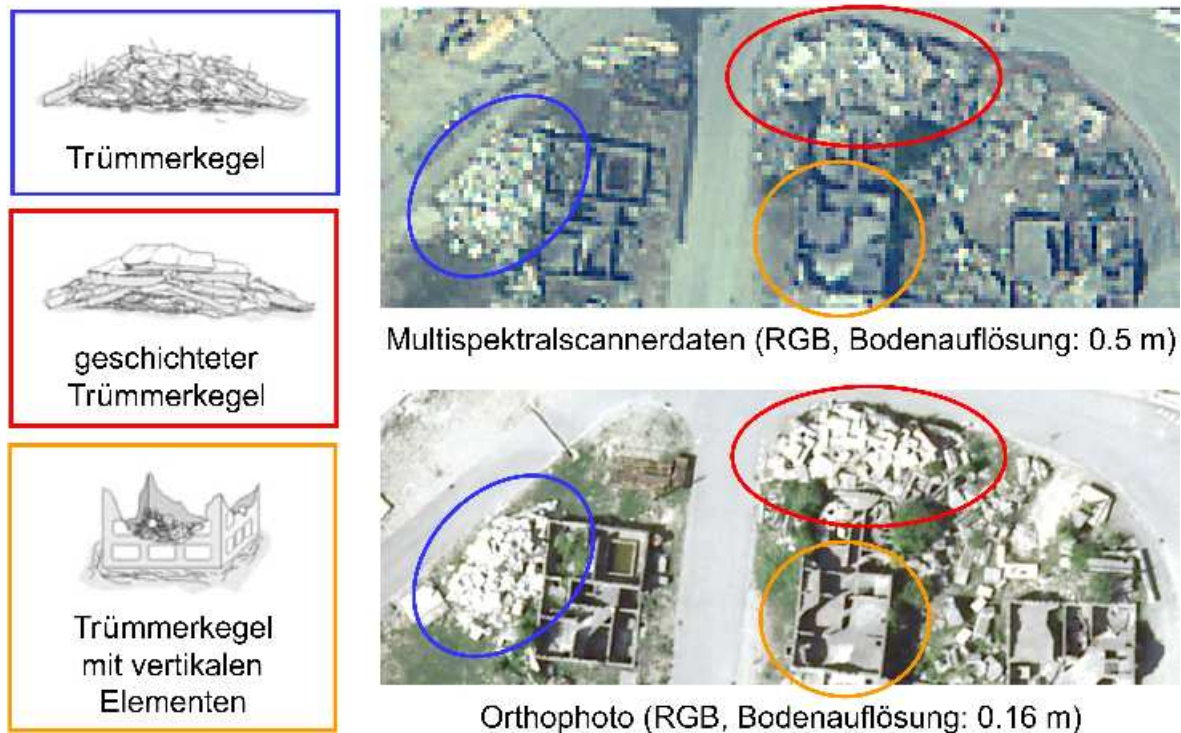 Trümmerkegel
geschichteter
Trümmerkegel
Trümmerkegel
mit vertikalen
Elementen
Multispektralscannerdaten (RGB, Bodenauflösung: 0.5 m)
Orthophoto (RGB, Bodenauflösung: 0.16 m)